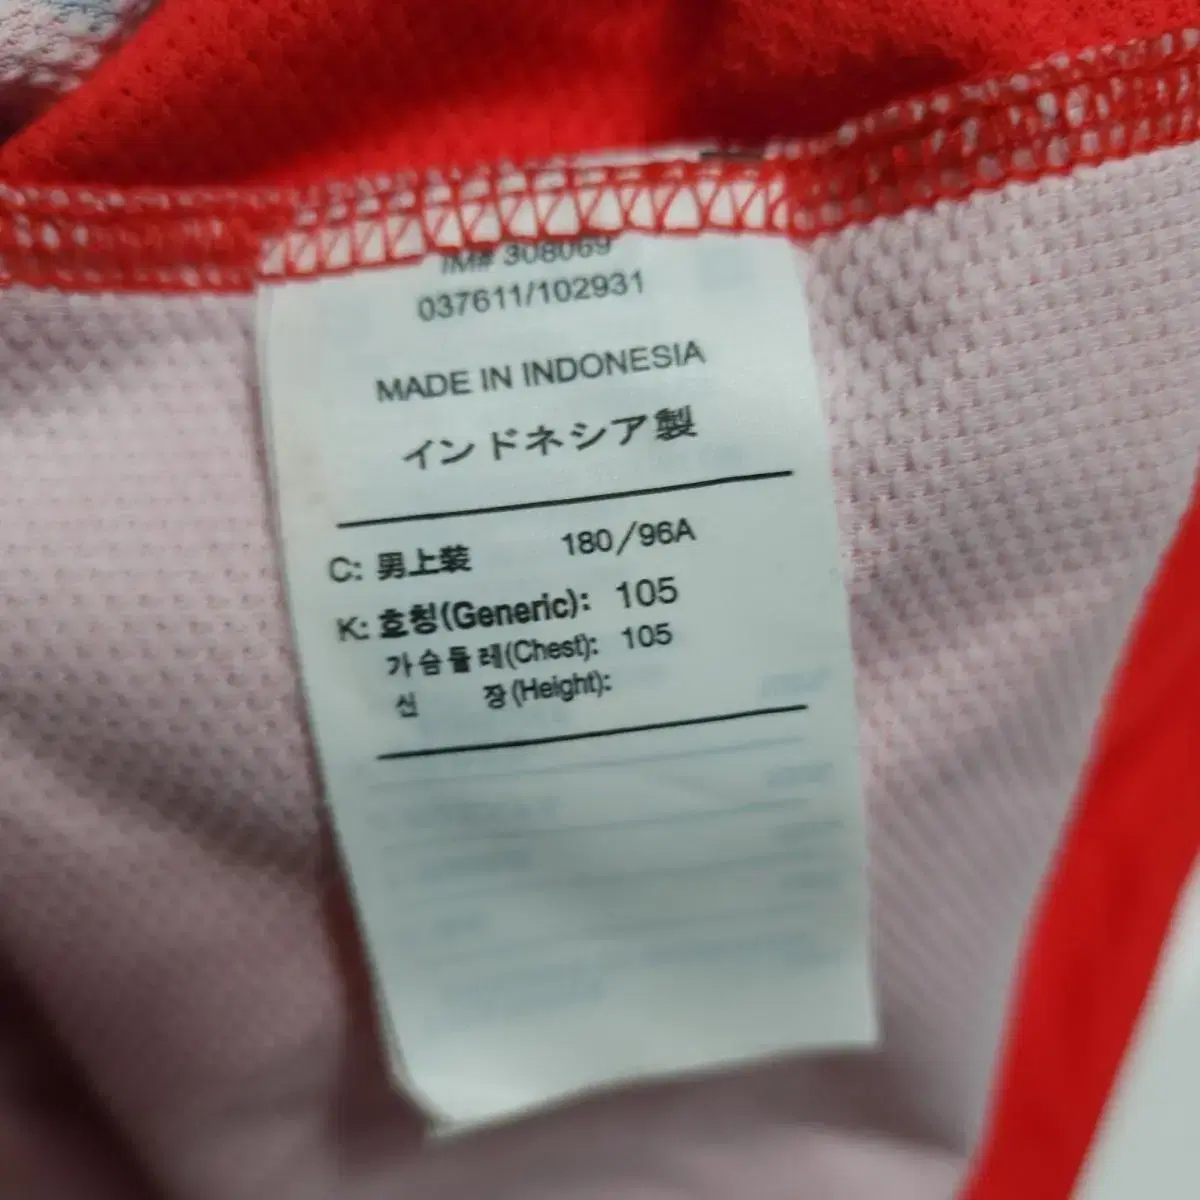 IM# 308069
037611/102931
MADE IN INDONESIA
インドネシア製
C: 男上装 180/96A
K: 호칭(Generic): 105
가슴둘레(Chest): 105
신 장(Height):